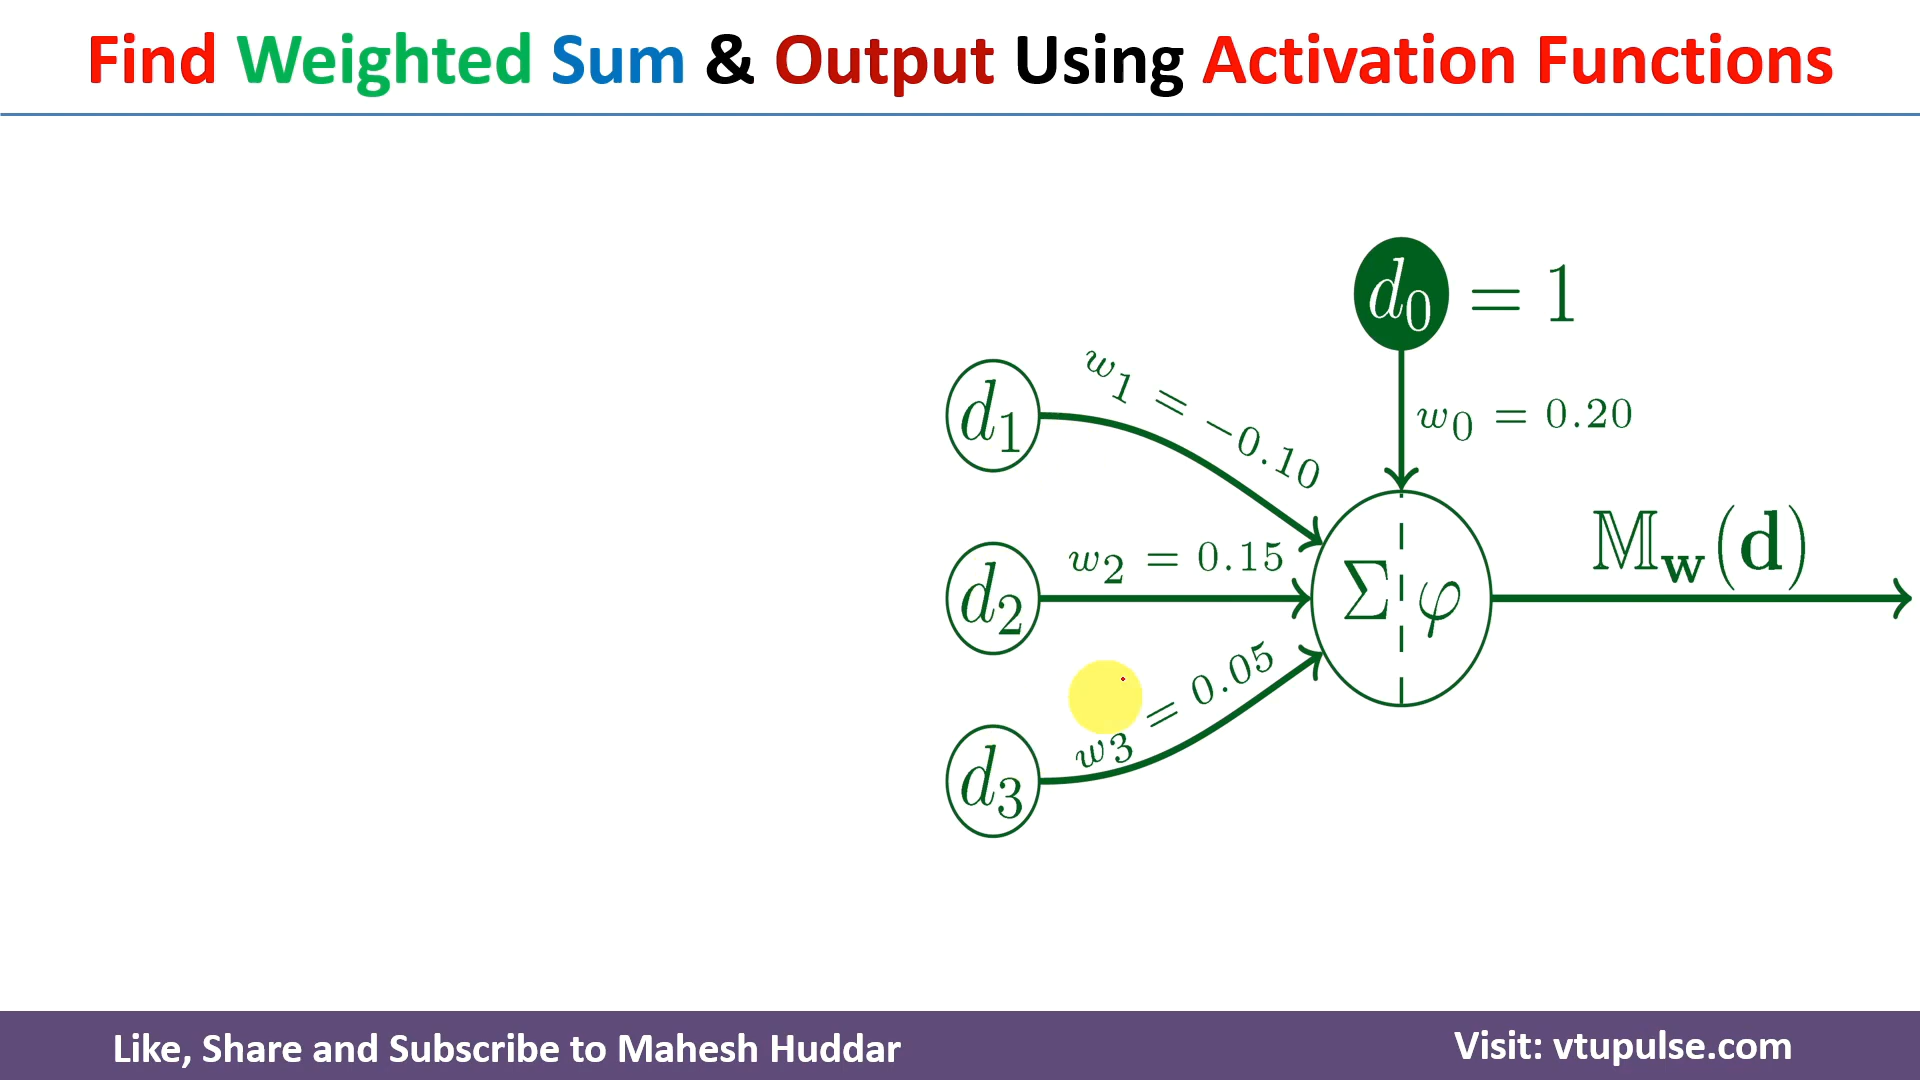 Find Weighted Sum & Output Using Activation Functions
d₀ = 1
w₁ = −0.10
w₀ = 0.20
d₁
w₂ = 0.15
𝕄𝐰(𝐝)
d₂
Σ φ
w₃ = 0.05
d₃
Like, Share and Subscribe to Mahesh Huddar
Visit: vtupulse.com